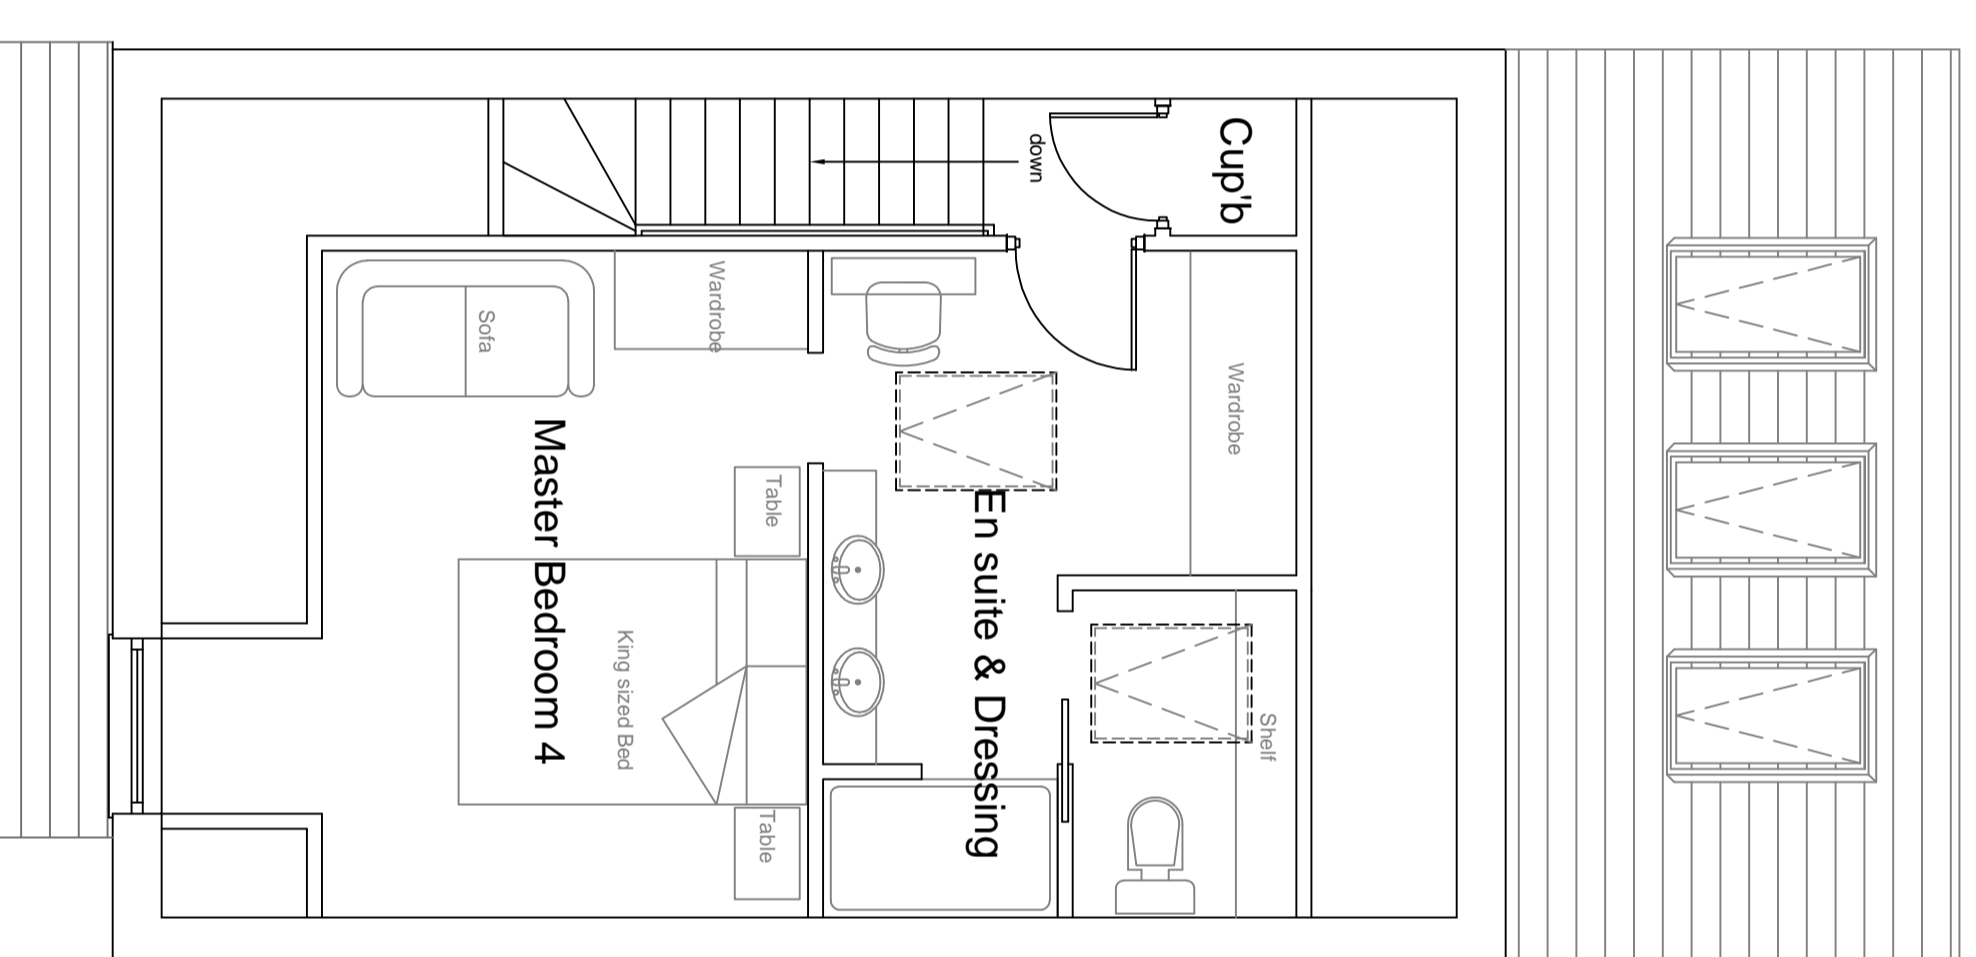 Cup'b
down
Wardrobe
Sofa
Wardrobe
Master Bedroom 4
Table
En suite & Dressing
King sized Bed
Shelf
Table